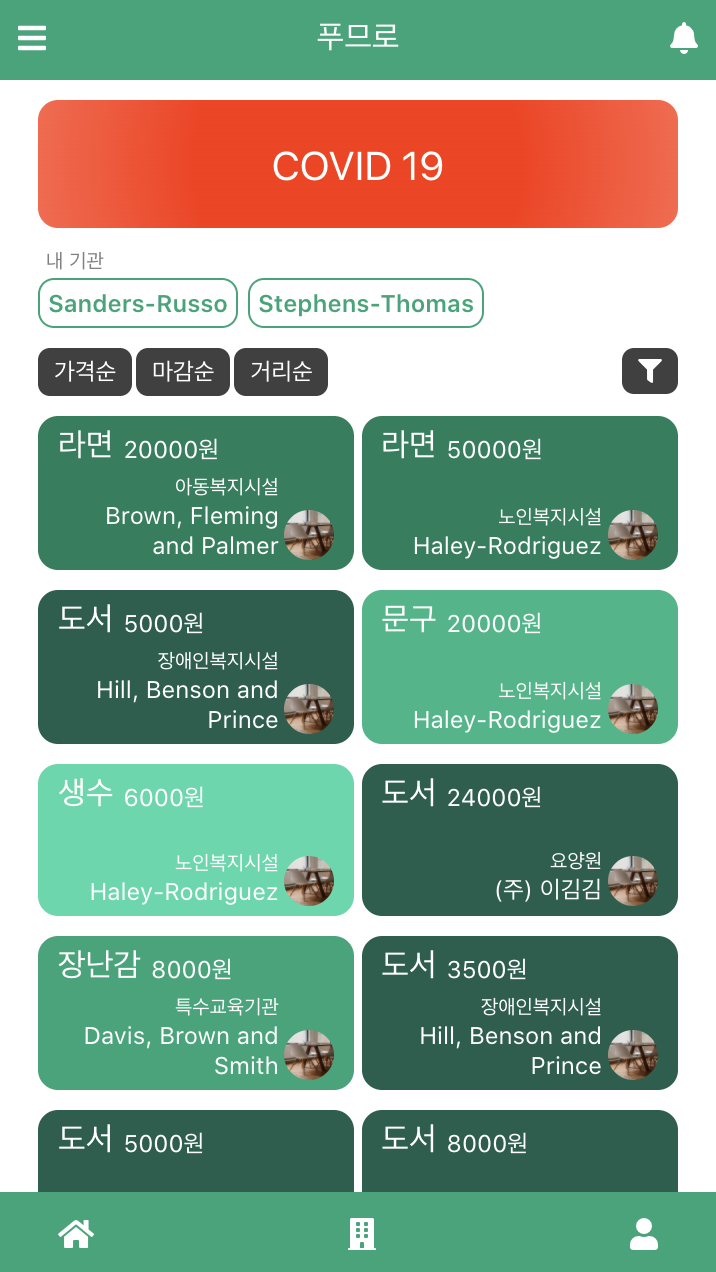 푸므로
COVID 19
내 기관
Sanders-Russo Stephens-Thomas
가격순 마감순 거리순
라면 20000원
아동복지시설
Brown, Fleming
and Palmer
라면 50000원
노인복지시설
Haley-Rodriguez
도서 5000원
장애인복지시설
Hill, Benson and
Prince
문구 20000원
노인복지시설
Haley-Rodriguez
생수 6000원
노인복지시설
Haley-Rodriguez
도서 24000원
요양원
(주) 이김김
장난감 8000원
특수교육기관
Davis, Brown and
Smith
도서 3500원
장애인복지시설
Hill, Benson and
Prince
도서 5000원
도서 8000원